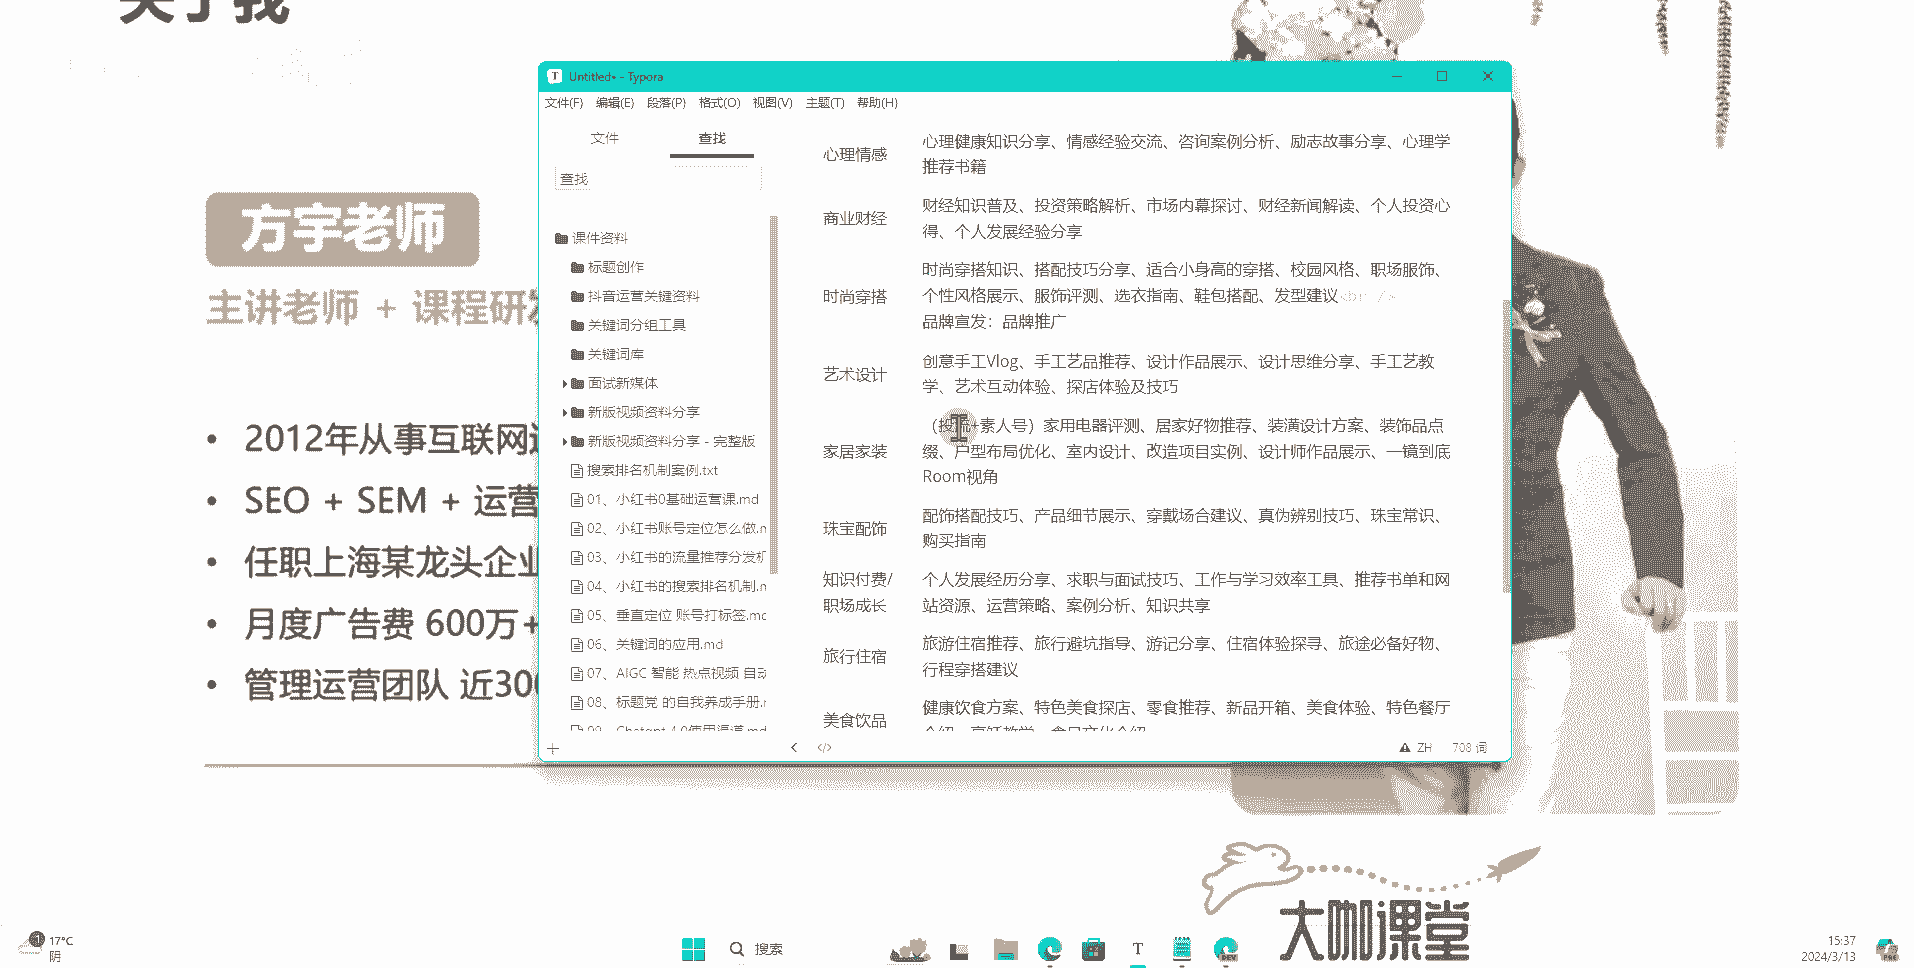 关于我
方宇老师
主讲老师 + 课程研发
2012年从事互联网运
SEO + SEM + 运营
任职上海某龙头企业
月度广告费 600万+
管理运营团队 近300
Untitled• - Typora
文件(F) 编辑(E) 段落(P) 格式(O) 视图(V) 主题(T) 帮助(H)
文件 查找
查找
课件资料
标题创作
抖音运营关键资料
关键词分组工具
关键词库
面试新媒体
新版视频资料分享
新版视频资料分享 - 完整版
搜索排名机制案例.txt
01、小红书0基础运营课.md
02、小红书账号定位怎么做.m
03、小红书的流量推荐分发机
04、小红书的搜索排名机制.m
05、垂直定位 账号打标签.md
06、关键词的应用.md
07、AIGC 智能 热点视频 自动
08、标题党 的自我养成手册.m
09、Chatgpt 4.0使用渠道.md
心理情感
心理健康知识分享、情感经验交流、咨询案例分析、励志故事分享、心理学
推荐书籍
商业财经
财经知识普及、投资策略解析、市场内幕探讨、财经新闻解读、个人投资心
得、个人发展经验分享
时尚穿搭
时尚穿搭知识、搭配技巧分享、适合小身高的穿搭、校园风格、职场服饰、
个性风格展示、服饰评测、选衣指南、鞋包搭配、发型建议<br />
品牌宣发：品牌推广
艺术设计
创意手工Vlog、手工艺品推荐、设计作品展示、设计思维分享、手工艺教
学、艺术互动体验、探店体验及技巧
家居家装
（投流+素人号）家用电器评测、居家好物推荐、装潢设计方案、装饰品点
缀、户型布局优化、室内设计、改造项目实例、设计师作品展示、一镜到底
Room视角
珠宝配饰
配饰搭配技巧、产品细节展示、穿戴场合建议、真伪辨别技巧、珠宝常识、
购买指南
知识付费/
职场成长
个人发展经历分享、求职与面试技巧、工作与学习效率工具、推荐书单和网
站资源、运营策略、案例分析、知识共享
旅行住宿
旅游住宿推荐、旅行避坑指导、游记分享、住宿体验探寻、旅途必备好物、
行程穿搭建议
美食饮品
健康饮食方案、特色美食探店、零食推荐、新品开箱、美食体验、特色餐厅
介绍、烹饪教学、食品文化介绍
ZH 708 词
大咖课堂
1
17°C
阴
搜索
DEV
15:37
2024/3/13
PRE